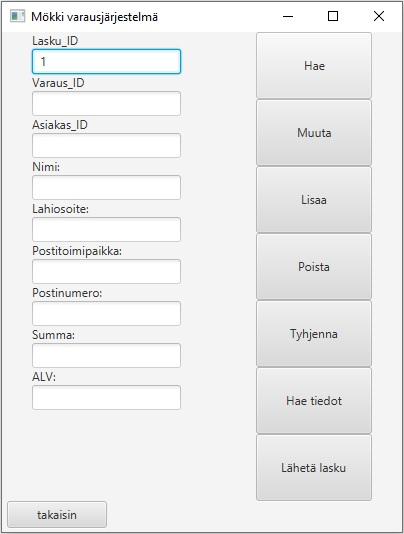 Mökki varausjärjestelmä
Lasku_ID
1
Varaus_ID
Asiakas_ID
Nimi:
Lahiosoite:
Postitoimipaikka:
Postinumero:
Summa:
ALV:
Hae
Muuta
Lisaa
Poista
Tyhjenna
Hae tiedot
Lähetä lasku
takaisin